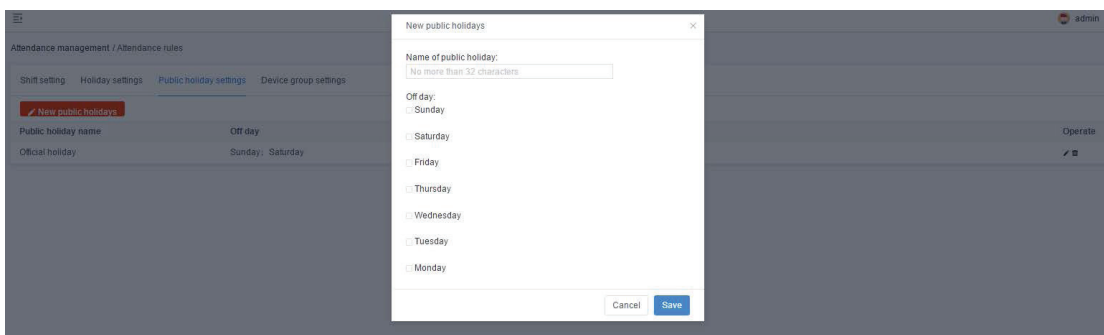 admin
Attendance management / Attendance rules
Shift setting Holiday settings Public holiday settings Device group settings
New public holidays
Public holiday name Off day Operate
Official holiday Sunday; Saturday
New public holidays
Name of public holiday:
No more than 32 characters
Off day:
Sunday
Saturday
Friday
Thursday
Wednesday
Tuesday
Monday
Cancel Save